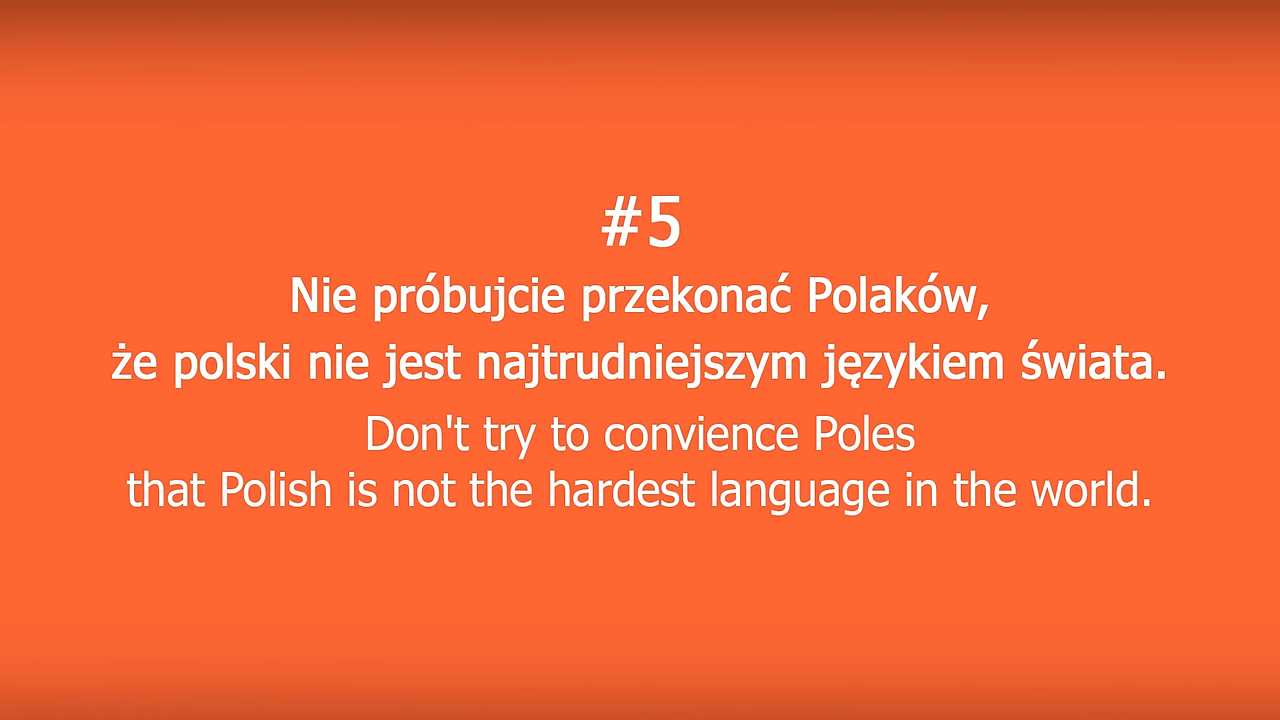 #5
Nie próbujcie przekonać Polaków,
że polski nie jest najtrudniejszym językiem świata.
Don't try to convience Poles
that Polish is not the hardest language in the world.